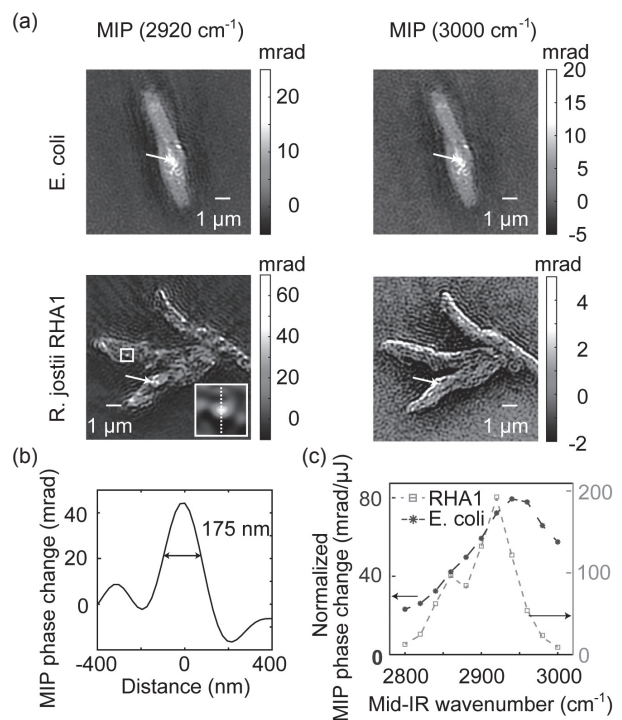 (a)
MIP (2920 cm⁻¹)
MIP (3000 cm⁻¹)
mrad
mrad
E. coli
20
10
0
1 µm
20
15
10
5
0
-5
1 µm
mrad
mrad
R. jostii RHA1
60
40
20
0
1 µm
4
2
0
-2
1 µm
(b)
MIP phase change (mrad)
40
20
0
175 nm
-400
0
400
Distance (nm)
(c)
Normalized
MIP phase change (mrad/µJ)
80
40
0
RHA1
E. coli
200
100
0
2800
2900
3000
Mid-IR wavenumber (cm⁻¹)